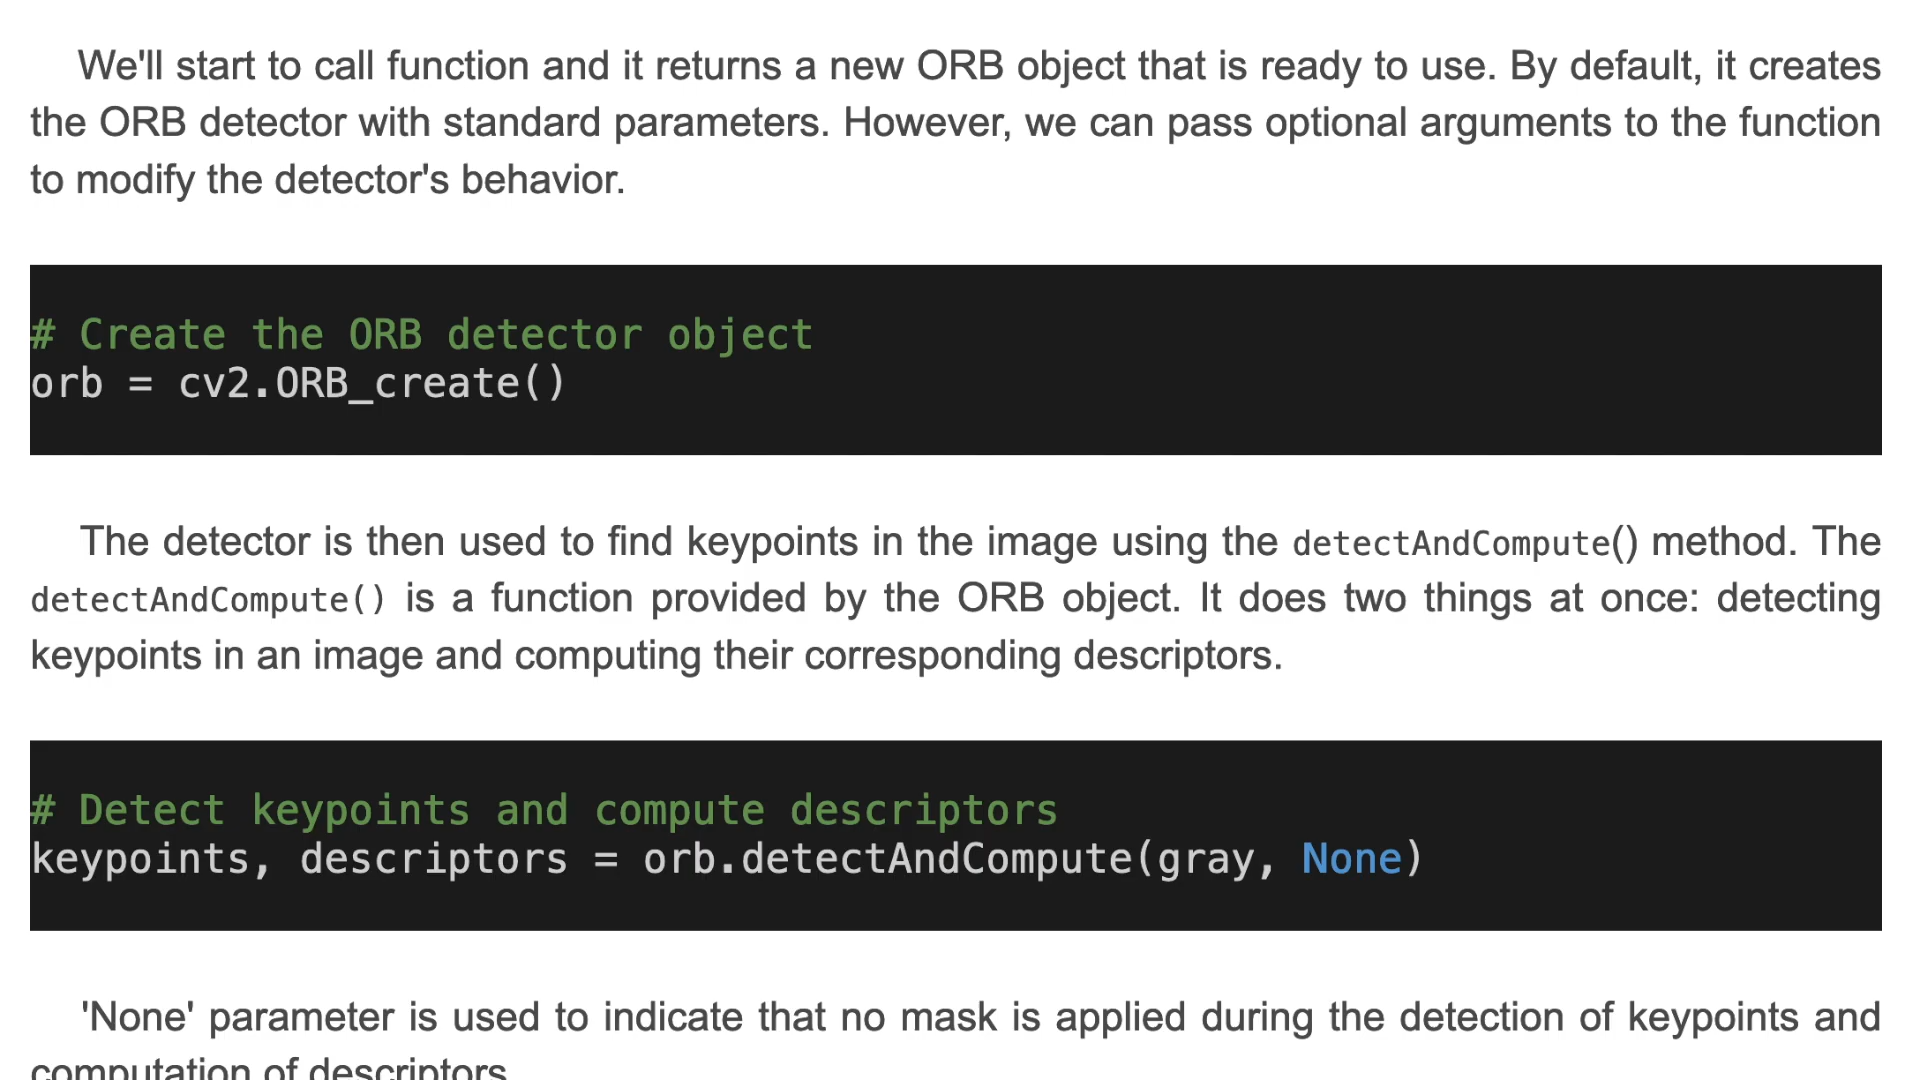 We'll start to call function and it returns a new ORB object that is ready to use. By default, it creates
the ORB detector with standard parameters. However, we can pass optional arguments to the function
to modify the detector's behavior.
# Create the ORB detector object
orb = cv2.ORB_create()
The detector is then used to find keypoints in the image using the detectAndCompute() method. The
detectAndCompute() is a function provided by the ORB object. It does two things at once: detecting
keypoints in an image and computing their corresponding descriptors.
# Detect keypoints and compute descriptors
keypoints, descriptors = orb.detectAndCompute(gray, None)
'None' parameter is used to indicate that no mask is applied during the detection of keypoints and
computation of descriptors